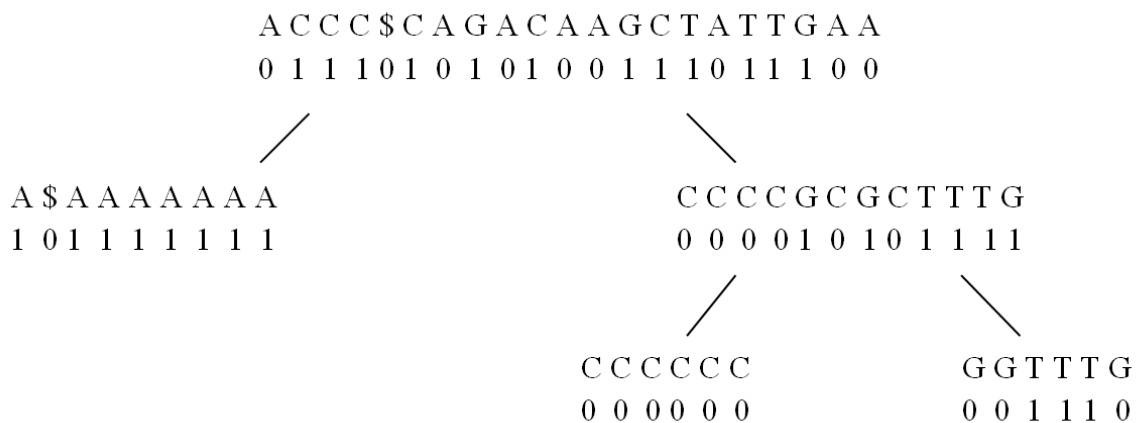 A C C C $ C A G A C A A G C T A T T G A A
0 1 1 1 0 1 0 1 0 1 0 0 1 1 1 0 1 1 1 0 0
A $ A A A A A A A
1 0 1 1 1 1 1 1 1
C C C C G C G C T T T G
0 0 0 0 1 0 1 0 1 1 1 1
C C C C C C
0 0 0 0 0 0
G G T T T G
0 0 1 1 1 0